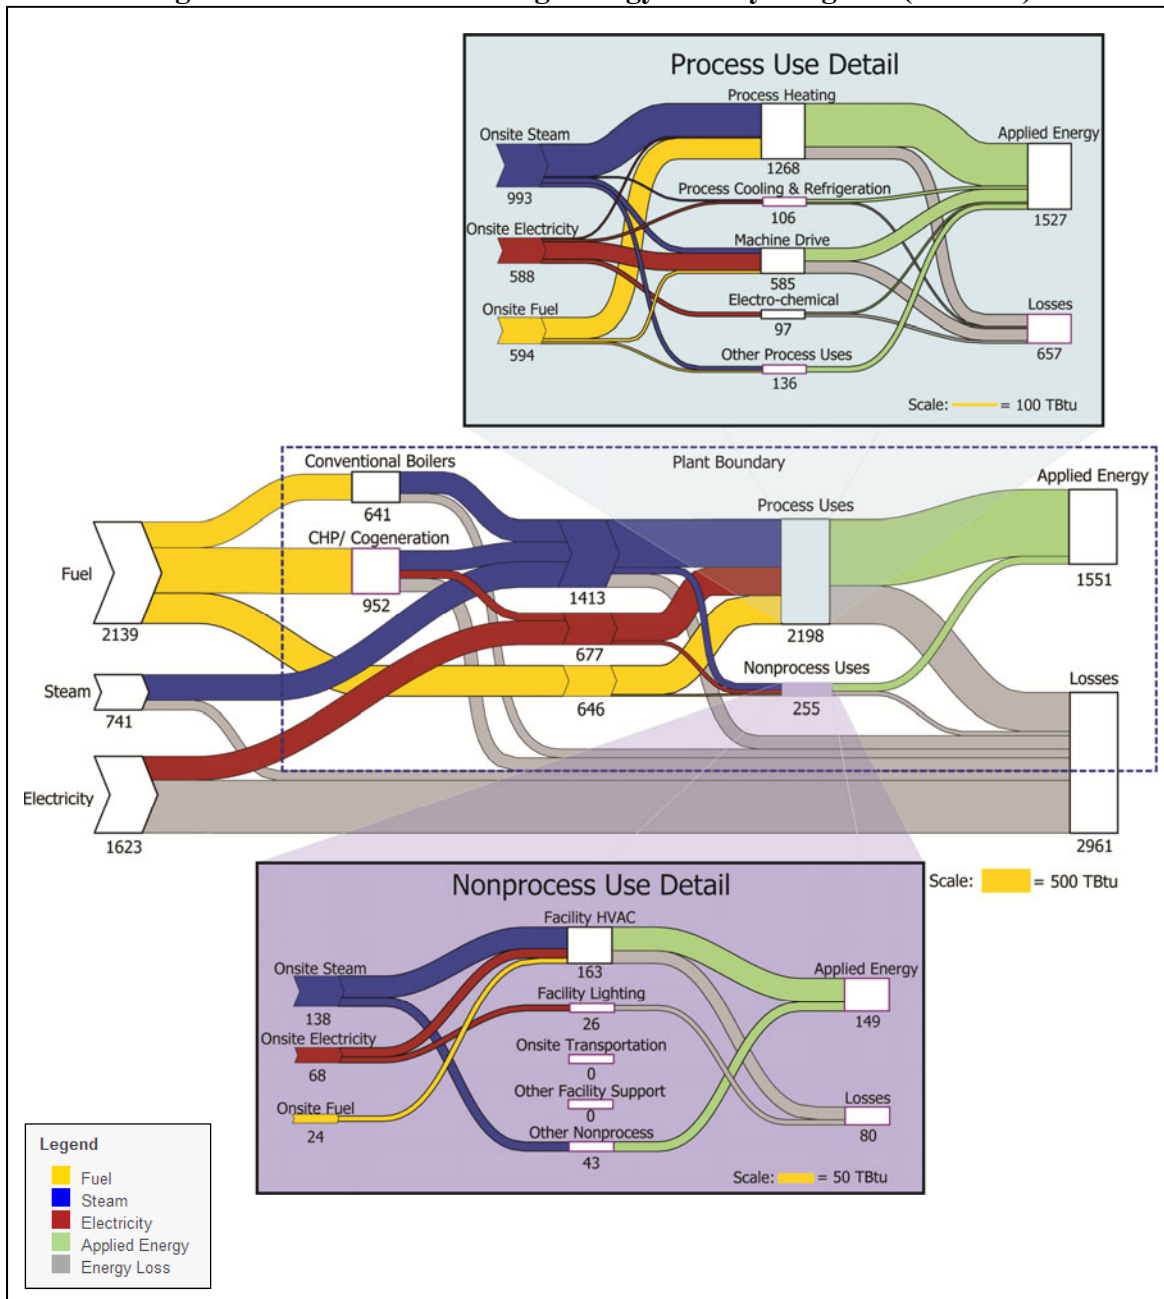 Process Use Detail
Process Heating
Onsite Steam
Applied Energy
1268
993
Process Cooling & Refrigeration
106
1527
Onsite Electricity
Machine Drive
588
585
Electro-chemical
Onsite Fuel
97
Losses
594
Other Process Uses
657
136
Scale: = 100 TBtu
Conventional Boilers
Plant Boundary
Applied Energy
641
Process Uses
CHP/ Cogeneration
Fuel
1551
952
1413
2139
2198
677
Nonprocess Uses
Steam
Losses
741
646
255
Electricity
1623
2961
Scale: = 500 TBtu
Nonprocess Use Detail
Facility HVAC
Onsite Steam
Applied Energy
163
Facility Lighting
138
26
149
Onsite Electricity
Onsite Transportation
68
0
Other Facility Support
Onsite Fuel
0
Losses
24
Other Nonprocess
80
43
Scale: = 50 TBtu
Legend
Fuel
Steam
Electricity
Applied Energy
Energy Loss